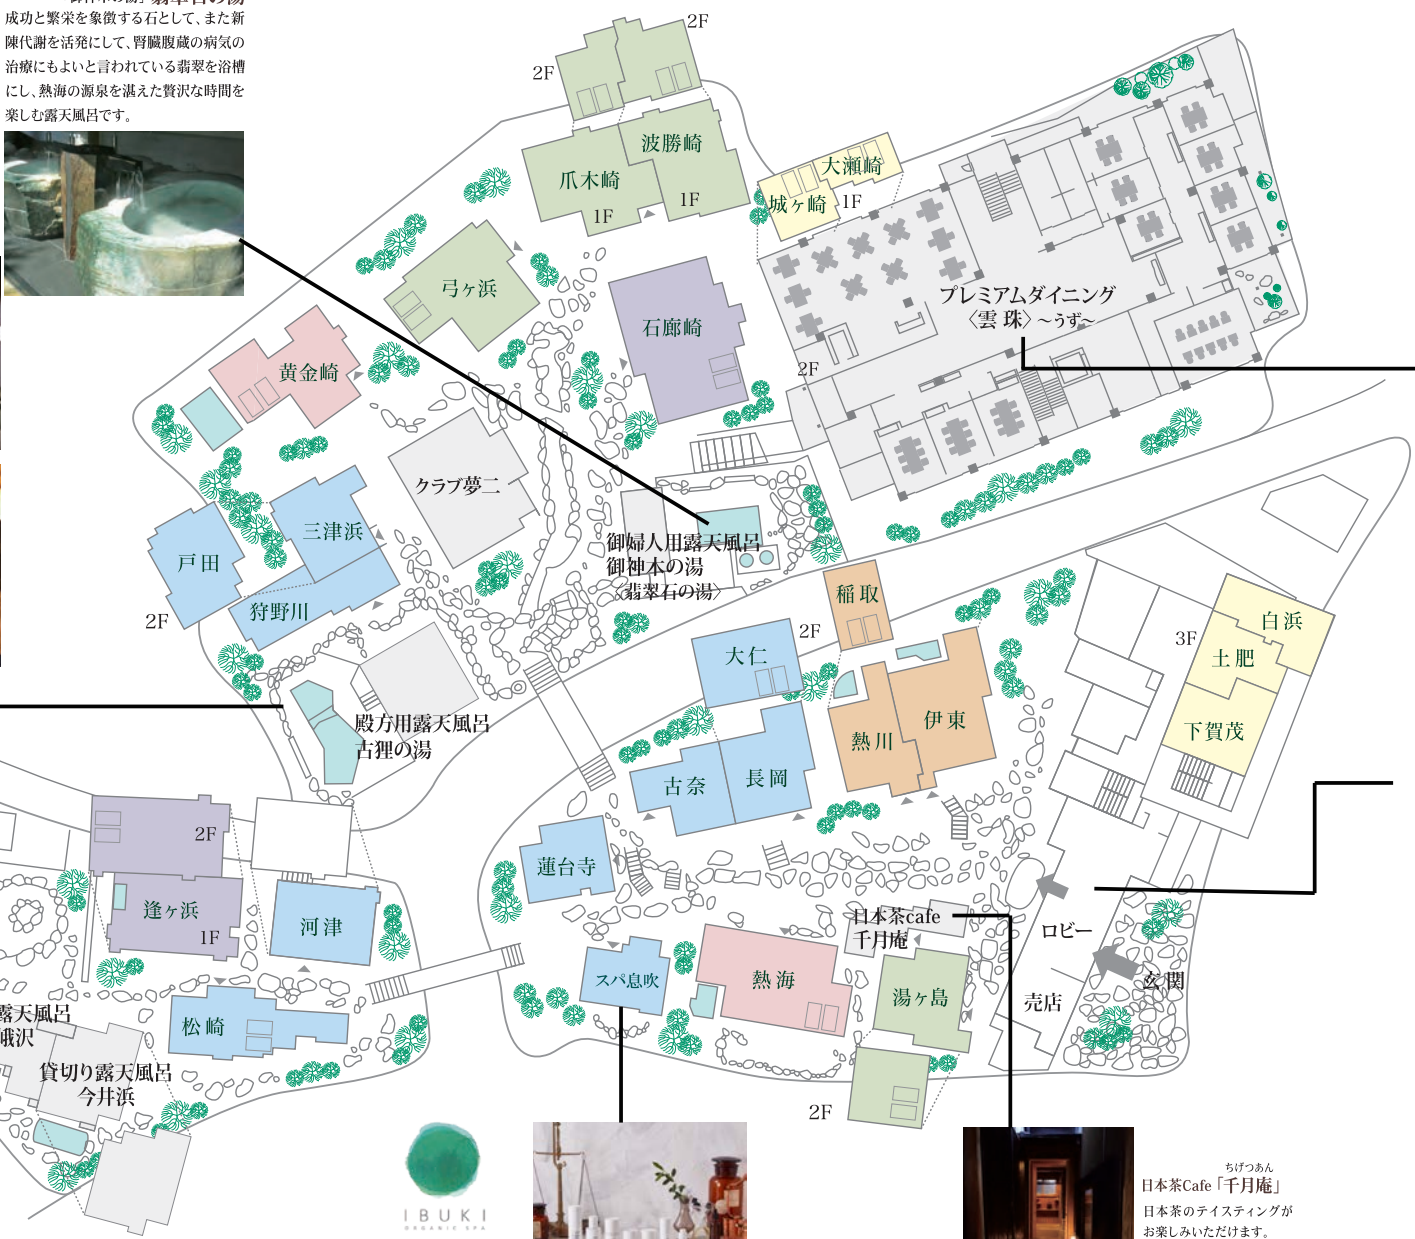 成功と繁栄を象徴する石として、また新
陳代謝を活発にして、腎臓腹蔵の病気の
治療にもよいと言われている翡翠を浴槽
にし、熱海の源泉を湛えた贅沢な時間を
楽しむ露天風呂です。
2F
2F
波勝崎
爪木崎
1F
1F
大瀬崎
城ヶ崎
1F
弓ヶ浜
石廊崎
プレミアムダイニング
〈雲 珠〉～うず～
2F
黄金崎
クラブ夢二
三津浜
戸田
狩野川
2F
御婦人用露天風呂
御神本の湯
〈翡翠石の湯〉
稲取
2F
大仁
白浜
3F
土肥
下賀茂
殿方用露天風呂
古狸の湯
伊東
熱川
古奈
長岡
2F
蓮台寺
逢ヶ浜
1F
河津
日本茶cafe
千月庵
ロビー
玄関
売店
スパ息吹
熱海
湯ヶ島
松崎
露天風呂
峨沢
貸切り露天風呂
今井浜
2F
IBUKI
ORGANIC SPA
ちげつあん
日本茶Cafe「千月庵」
日本茶のテイスティングが
お楽しみいただけます。